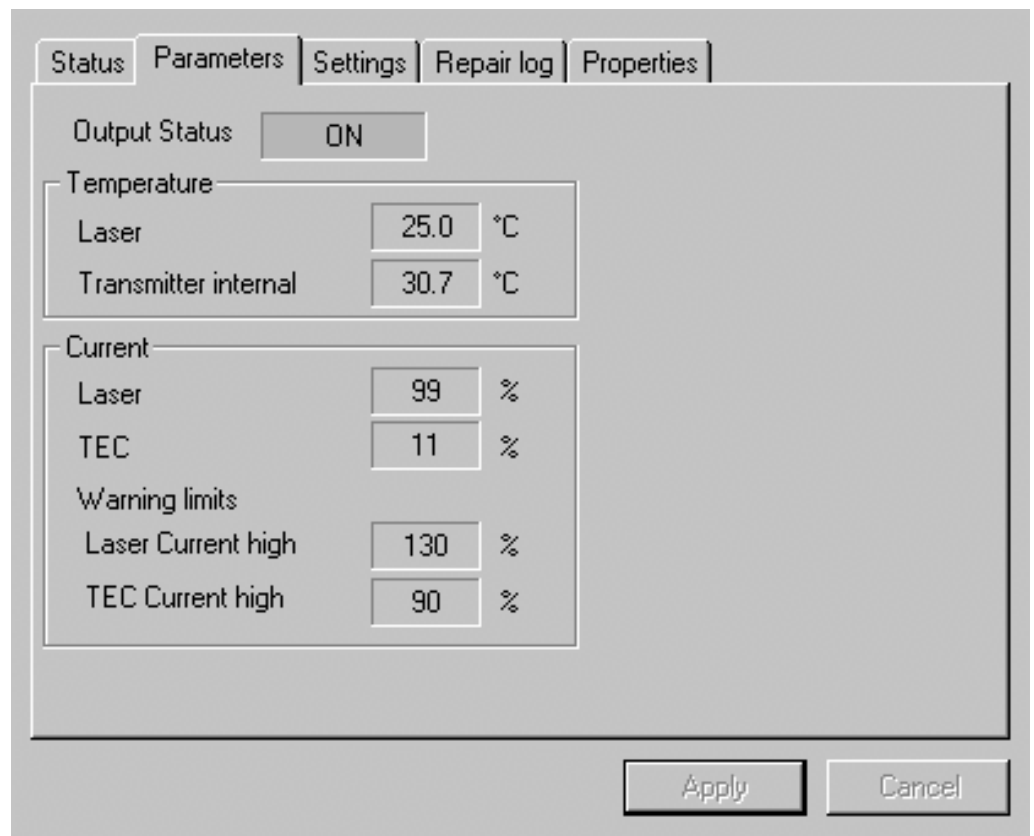 Status Parameters Settings Repair log Properties
Output Status ON
Temperature
Laser 25.0 °C
Transmitter internal 30.7 °C
Current
Laser 99 %
TEC 11 %
Warning limits
Laser Current high 130 %
TEC Current high 90 %
Apply Cancel